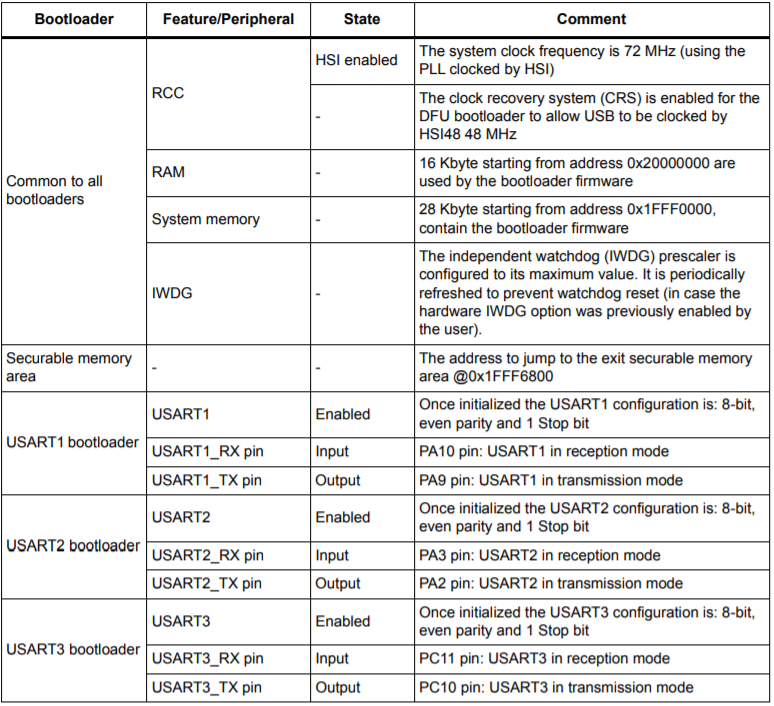 Bootloader Feature/Peripheral State Comment
Common to all
bootloaders
RCC
HSI enabled
The system clock frequency is 72 MHz (using the
PLL clocked by HSI)
-
The clock recovery system (CRS) is enabled for the
DFU bootloader to allow USB to be clocked by
HSI48 48 MHz
RAM
-
16 Kbyte starting from address 0x20000000 are
used by the bootloader firmware
System memory
-
28 Kbyte starting from address 0x1FFF0000,
contain the bootloader firmware
IWDG
-
The independent watchdog (IWDG) prescaler is
configured to its maximum value. It is periodically
refreshed to prevent watchdog reset (in case the
hardware IWDG option was previously enabled by
the user).
Securable memory
area
-
-
The address to jump to the exit securable memory
area @0x1FFF6800
USART1 bootloader
USART1
Enabled
Once initialized the USART1 configuration is: 8-bit,
even parity and 1 Stop bit
USART1_RX pin Input PA10 pin: USART1 in reception mode
USART1_TX pin Output PA9 pin: USART1 in transmission mode
USART2 bootloader
USART2
Enabled
Once initialized the USART2 configuration is: 8-bit,
even parity and 1 Stop bit
USART2_RX pin Input PA3 pin: USART2 in reception mode
USART2_TX pin Output PA2 pin: USART2 in transmission mode
USART3 bootloader
USART3
Enabled
Once initialized the USART3 configuration is: 8-bit,
even parity and 1 Stop bit
USART3_RX pin Input PC11 pin: USART3 in reception mode
USART3_TX pin Output PC10 pin: USART3 in transmission mode